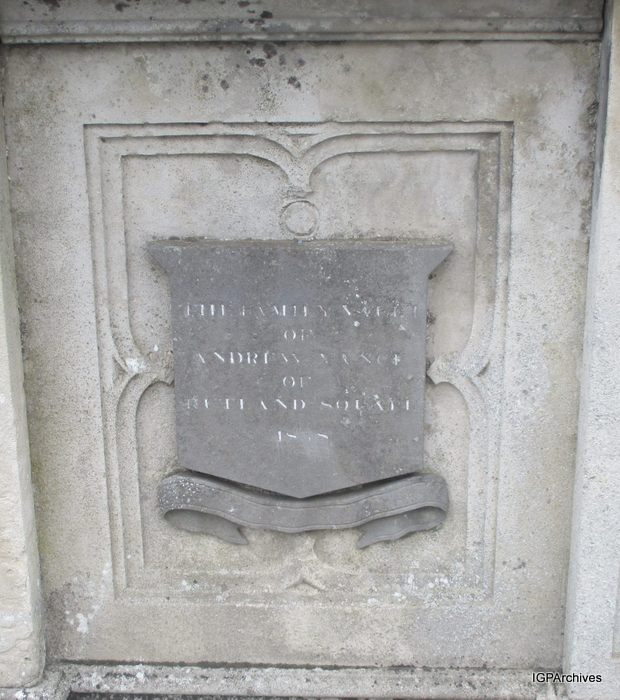 THE FAMILY VAULT
OF
ANDREW VANCE
OF
RUTLAND SQUARE
IGPArchives